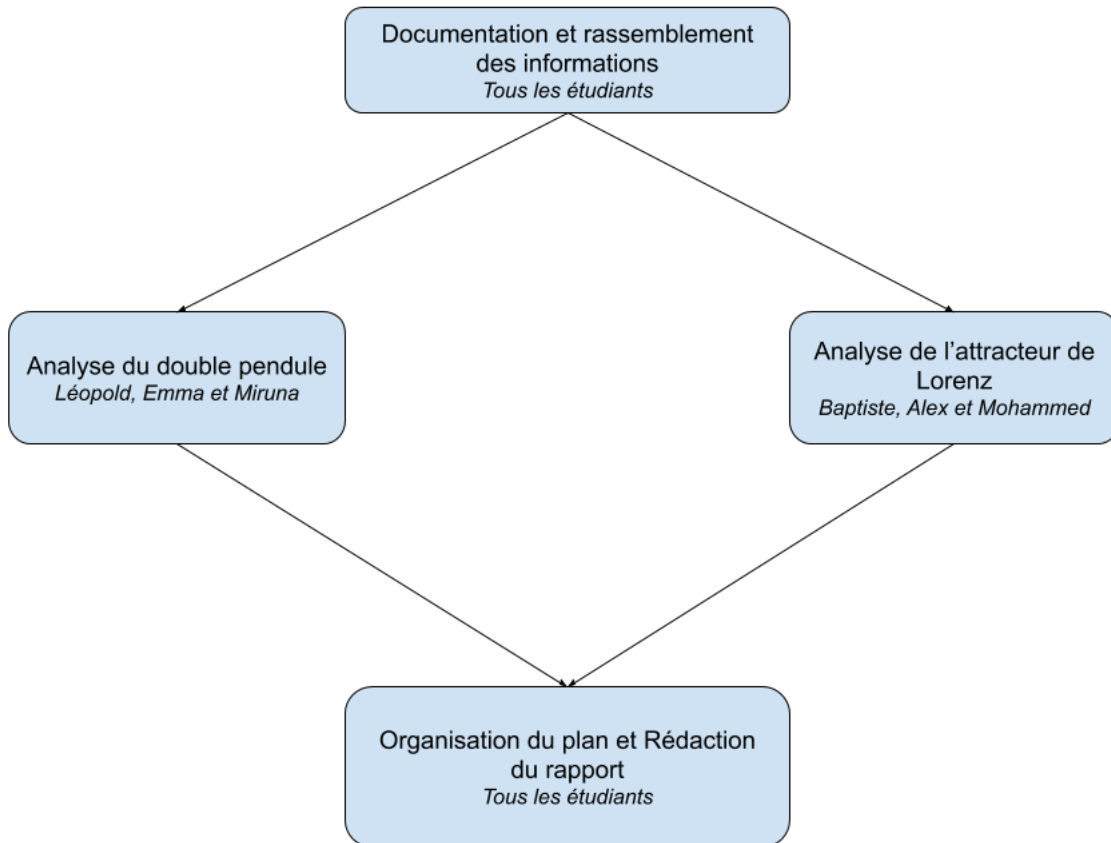 Documentation et rassemblement
des informations
Tous les étudiants
Analyse du double pendule
Léopold, Emma et Miruna
Analyse de l'attracteur de
Lorenz
Baptiste, Alex et Mohammed
Organisation du plan et Rédaction
du rapport
Tous les étudiants